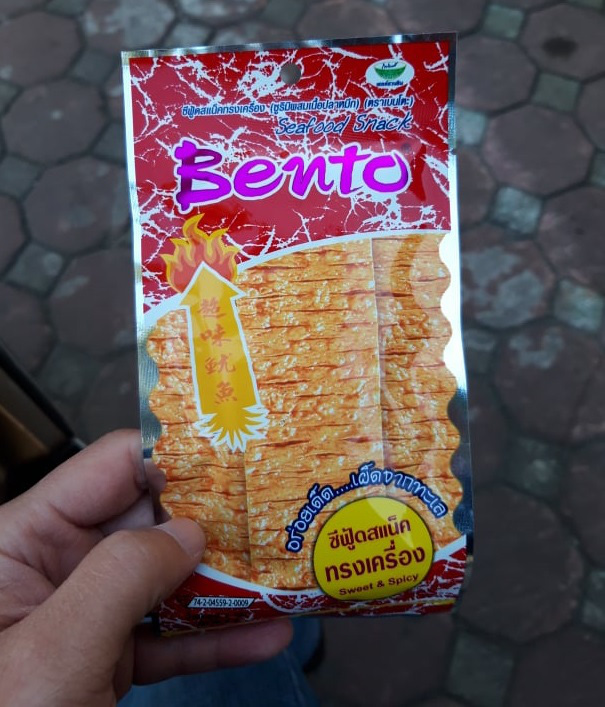 ซีฟู้ดสแน็คทรงเครื่อง (ซูริมิผสมเนื้อปลาหมึก) (ตราเบนโตะ)
Seafood Snack
Bento
超味魷魚
อร่อยเด็ด....เผ็ดจากทะเล
ซีฟู้ดสแน็ค
ทรงเครื่อง
Sweet & Spicy
74-2-04559-2-0009